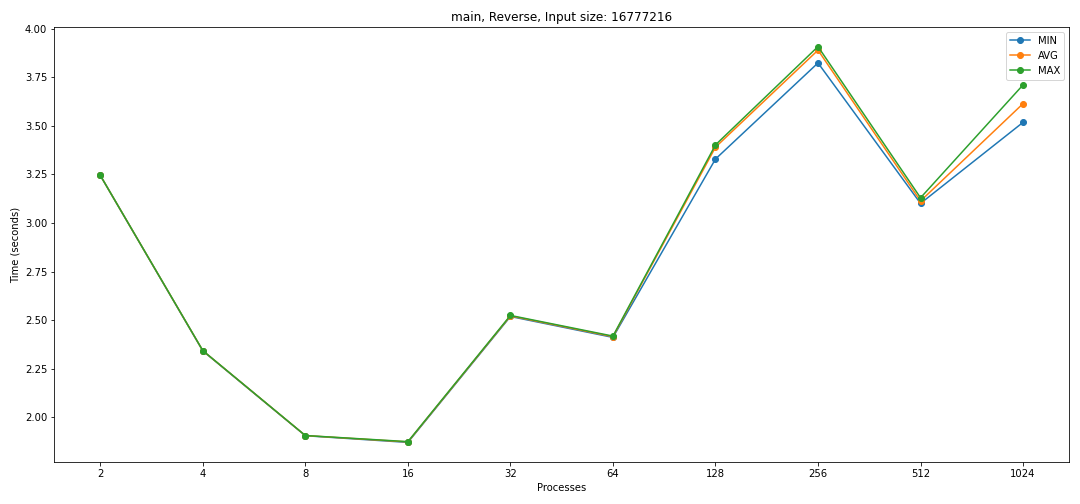 main, Reverse, Input size: 16777216
MIN
AVG
MAX
Time (seconds)
4.00
3.75
3.50
3.25
3.00
2.75
2.50
2.25
2.00
2 4 8 16 32 64 128 256 512 1024
Processes